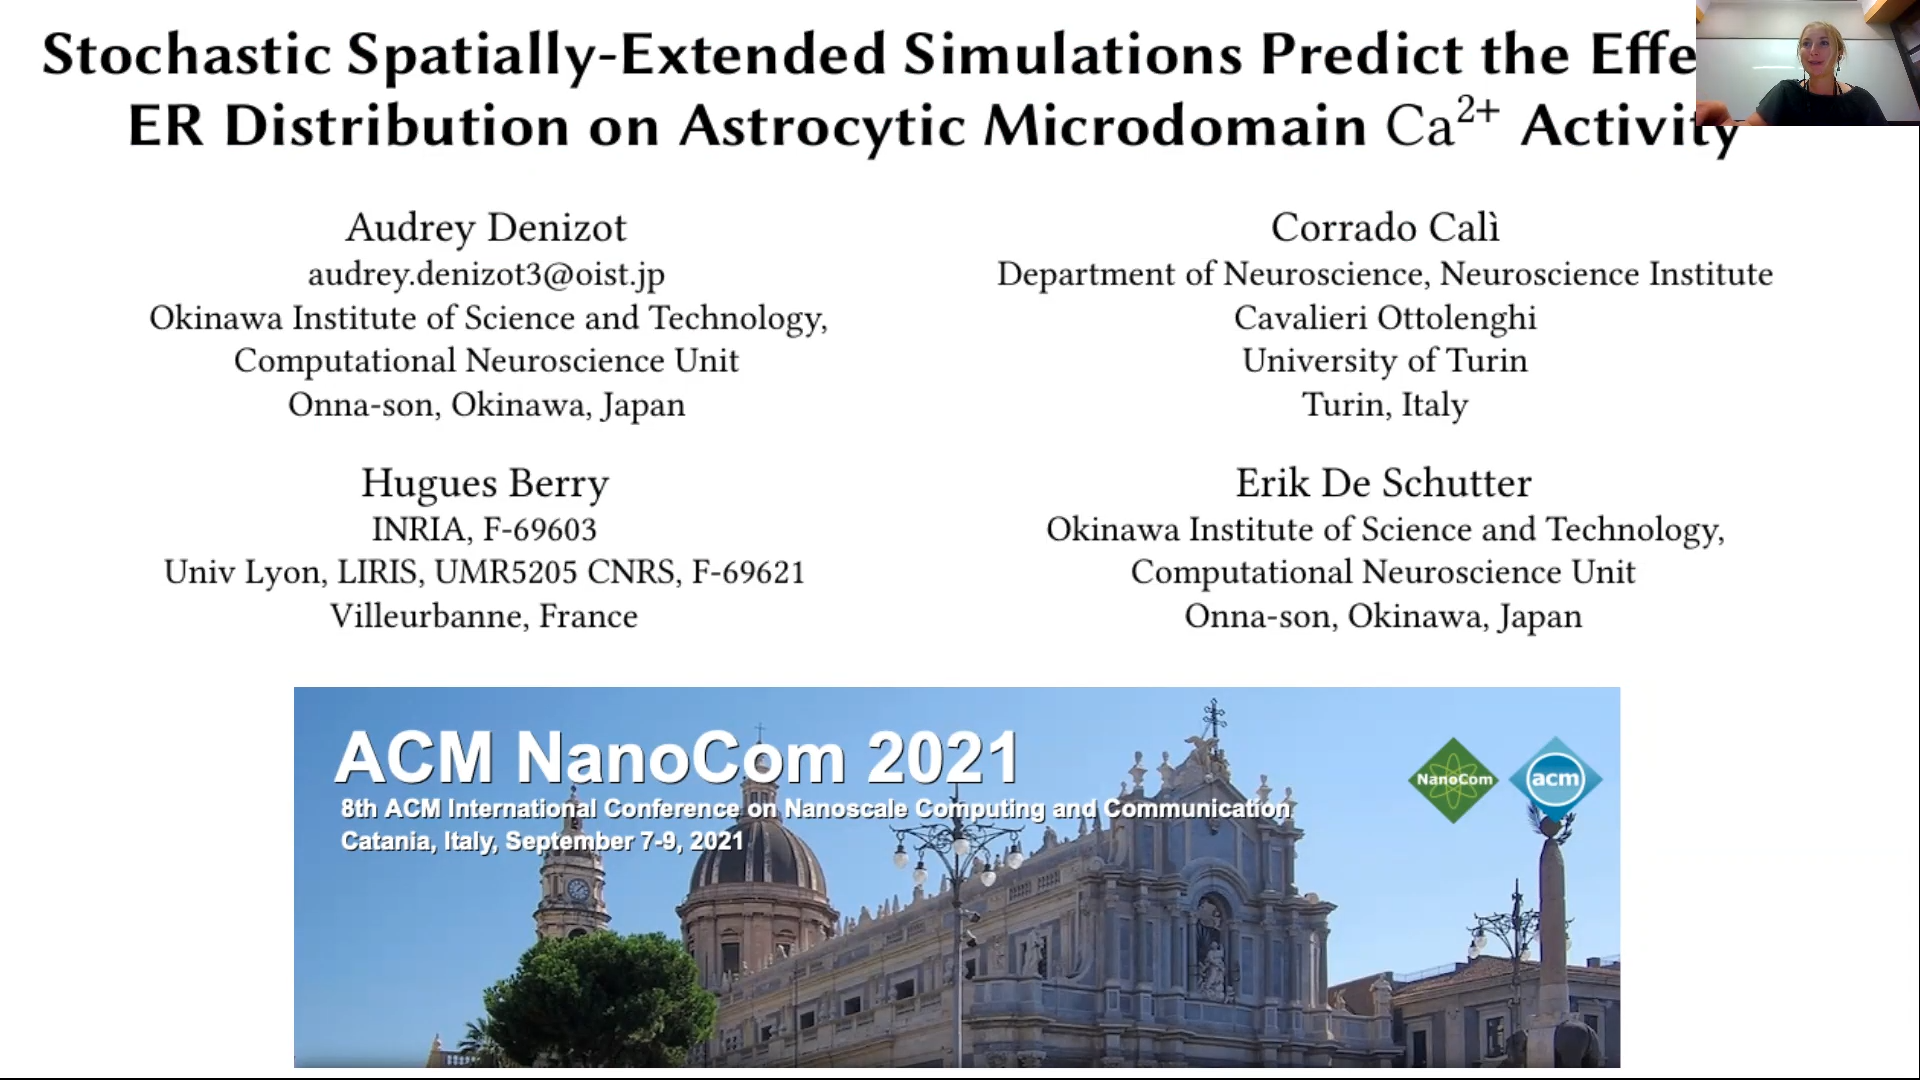 Stochastic Spatially-Extended Simulations Predict the
ER Distribution on Astrocytic Microdomain Ca²⁺ Activity
Audrey Denizot
audrey.denizot3@oist.jp
Okinawa Institute of Science and Technology,
Computational Neuroscience Unit
Onna-son, Okinawa, Japan
Corrado Calì
Department of Neuroscience, Neuroscience Institute
Cavalieri Ottolenghi
University of Turin
Turin, Italy
Hugues Berry
INRIA, F-69603
Univ Lyon, LIRIS, UMR5205 CNRS, F-69621
Villeurbanne, France
Erik De Schutter
Okinawa Institute of Science and Technology,
Computational Neuroscience Unit
Onna-son, Okinawa, Japan
ACM NanoCom 2021
8th ACM International Conference on Nanoscale Computing and Communication
Catania, Italy, September 7-9, 2021
NanoCom
acm